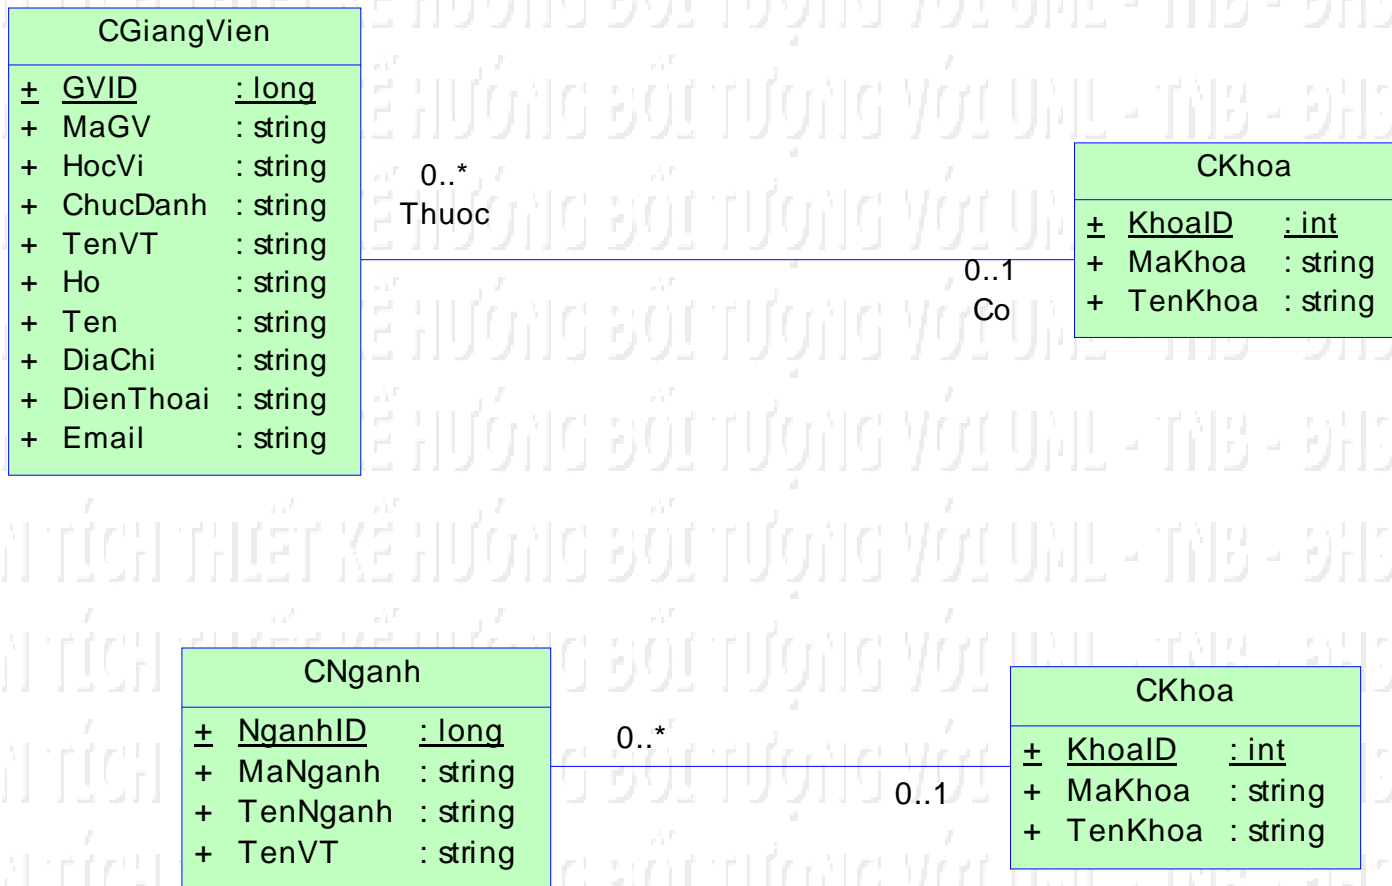 CGiangVien
+ GVID : long
+ MaGV : string
+ HocVi : string
+ ChucDanh : string
+ TenVT : string
+ Ho : string
+ Ten : string
+ DiaChi : string
+ DienThoai : string
+ Email : string
0..*
Thuoc
0..1
Co
CKhoa
+ KhoaID : int
+ MaKhoa : string
+ TenKhoa : string
CNganh
+ NganhID : long
+ MaNganh : string
+ TenNganh : string
+ TenVT : string
0..*
0..1
CKhoa
+ KhoaID : int
+ MaKhoa : string
+ TenKhoa : string